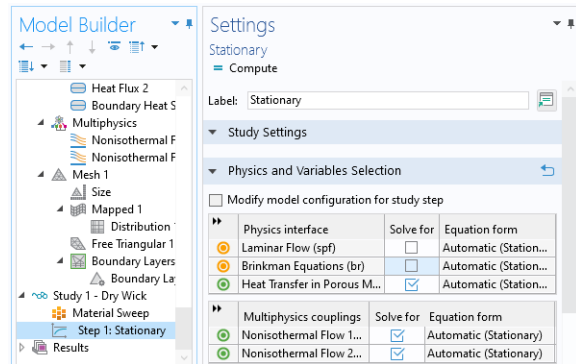 Model Builder
Heat Flux 2
Boundary Heat S
Multiphysics
Nonisothermal F
Nonisothermal F
Mesh 1
Size
Mapped 1
Distribution
Free Triangular 1
Boundary Layers
Boundary La
Study 1 - Dry Wick
Material Sweep
Step 1: Stationary
Results
Settings
Stationary
= Compute
Label: Stationary
Study Settings
Physics and Variables Selection
Modify model configuration for study step
Physics interface Solve for Equation form
Laminar Flow (spf) Automatic (Station...
Brinkman Equations (br) Automatic (Station...
Heat Transfer in Porous M... Automatic (Station...
Multiphysics couplings Solve for Equation form
Nonisothermal Flow 1... Automatic (Stationary)
Nonisothermal Flow 2... Automatic (Stationary)